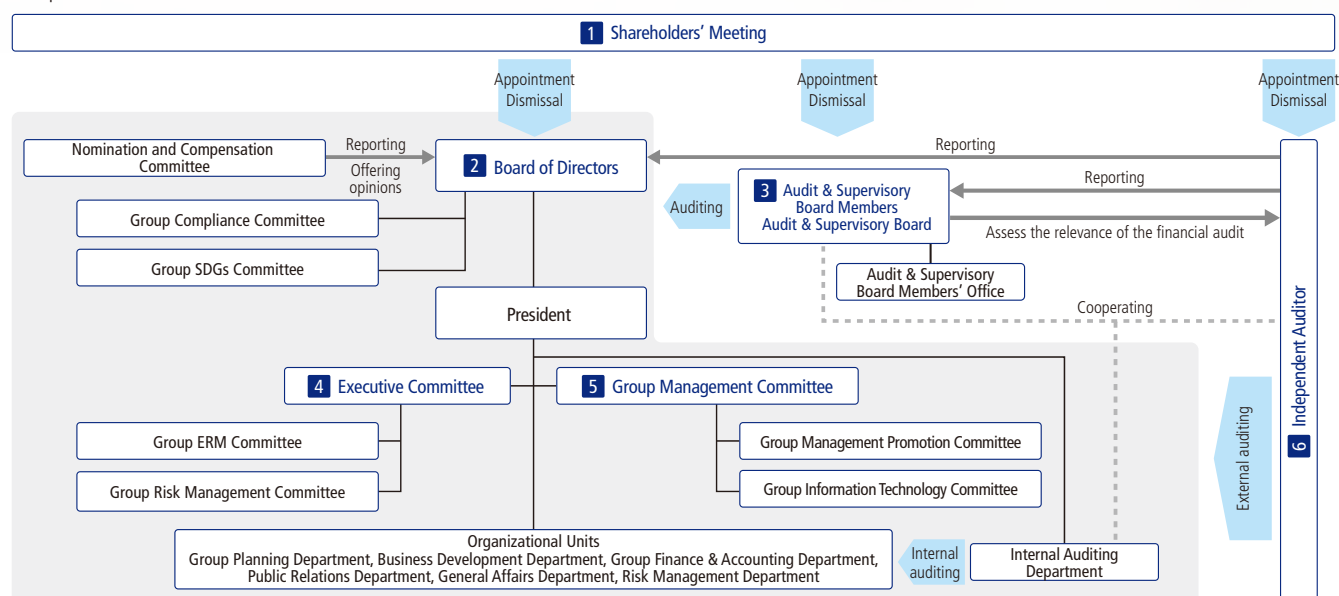 1 Shareholders' Meeting
Appointment
Dismissal
Appointment
Dismissal
Appointment
Dismissal
Nomination and Compensation
Committee
Reporting
Offering
opinions
2 Board of Directors
Reporting
Group Compliance Committee
Group SDGs Committee
Auditing
3 Audit & Supervisory
Board Members
Audit & Supervisory Board
Reporting
Assess the relevance of the financial audit
Audit & Supervisory
Board Members' Office
Cooperating
President
6 Independent Auditor
4 Executive Committee
5 Group Management Committee
Group ERM Committee
Group Risk Management Committee
Group Management Promotion Committee
Group Information Technology Committee
External auditing
Organizational Units
Group Planning Department, Business Development Department, Group Finance & Accounting Department,
Public Relations Department, General Affairs Department, Risk Management Department
Internal
auditing
Internal Auditing
Department